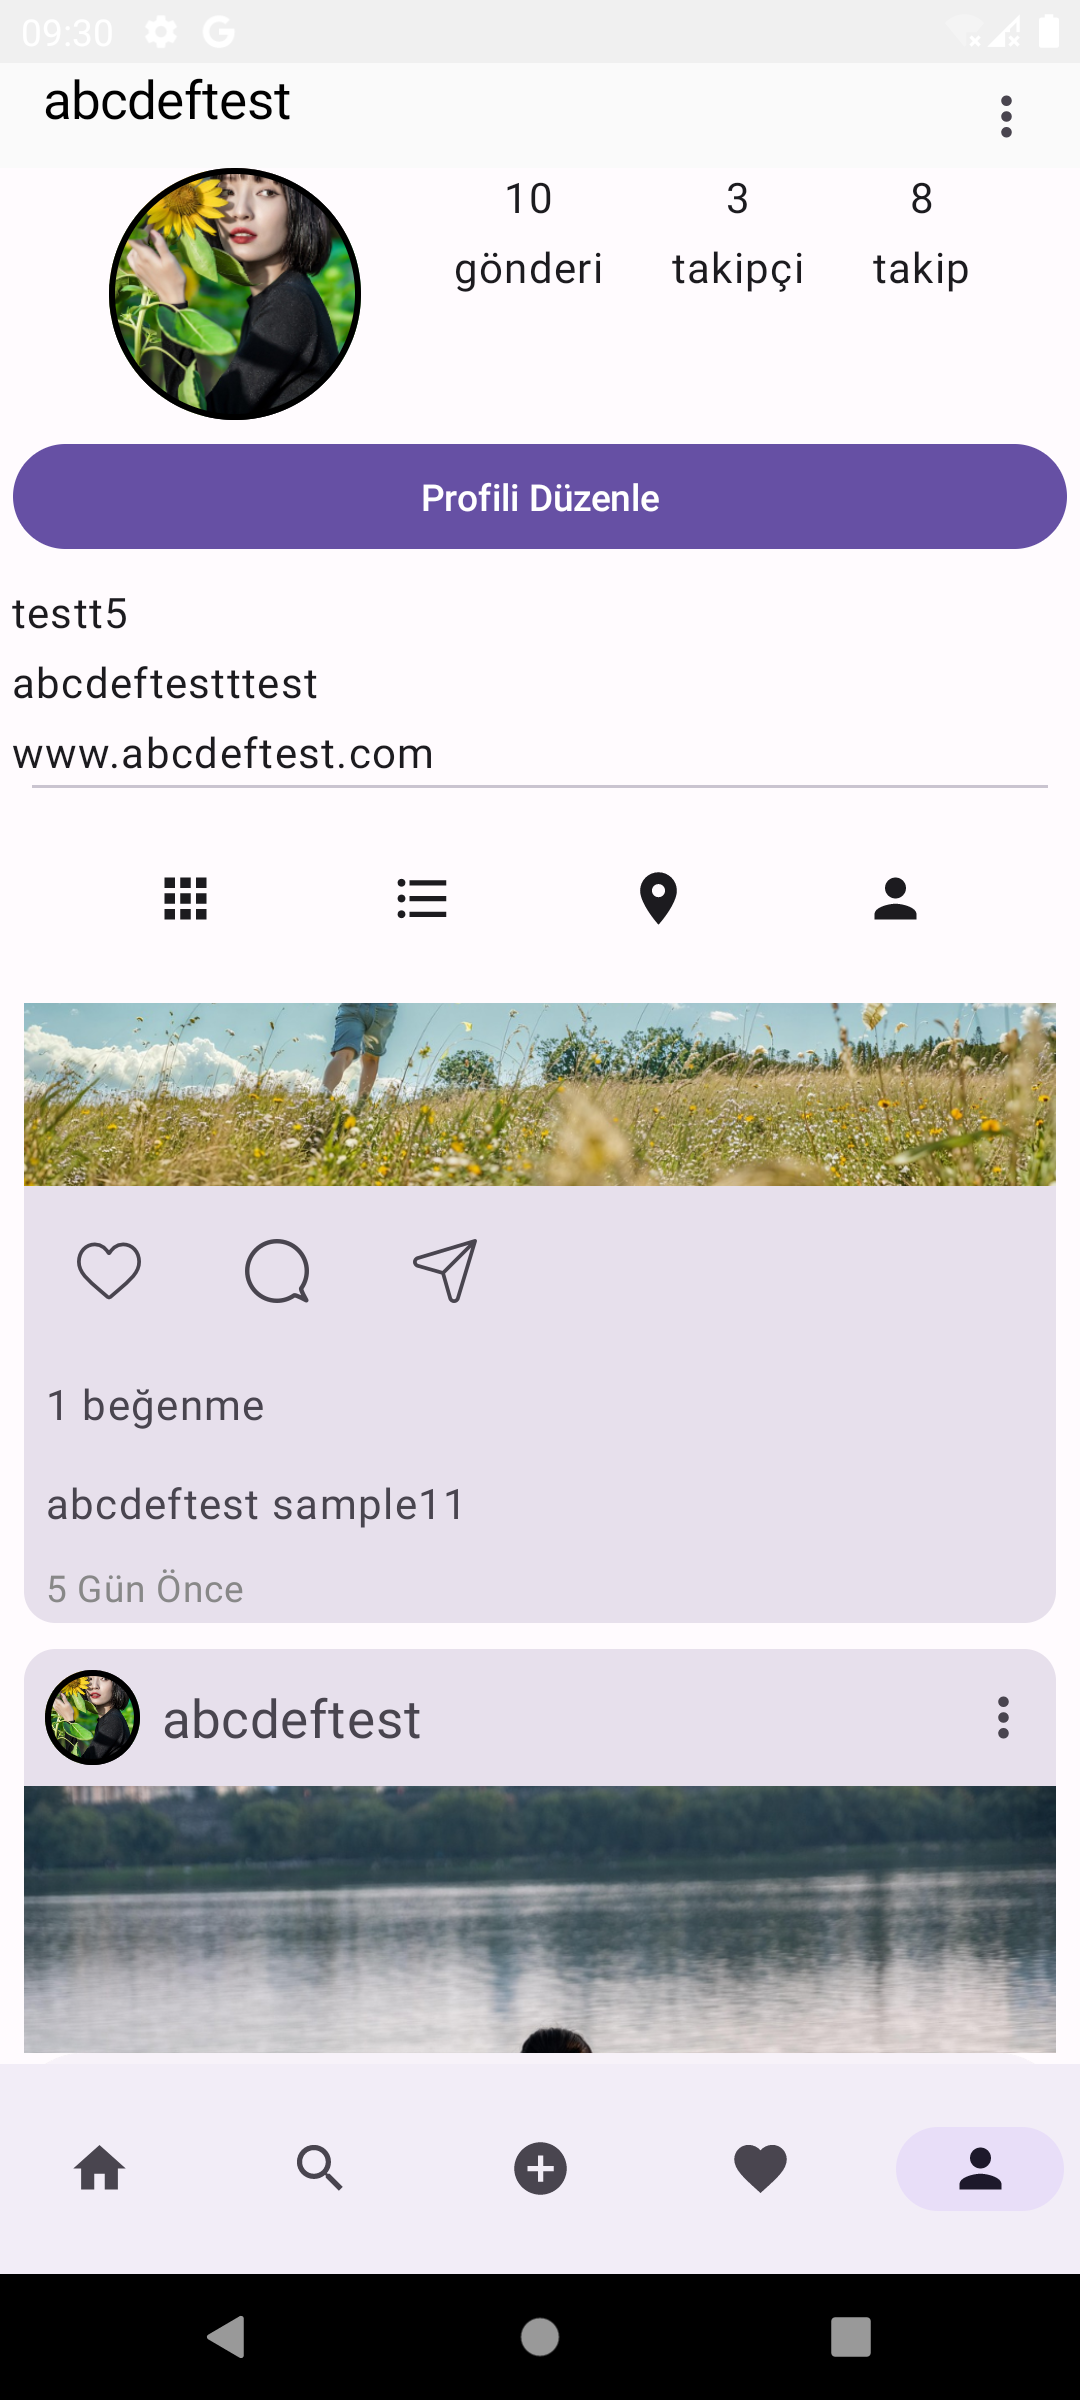 09:30
abcdeftest
10 3 8
gönderi takipçi takip
Profili Düzenle
testt5
abcdeftestttest
www.abcdeftest.com
1 beğenme
abcdeftest sample11
5 Gün Önce
abcdeftest